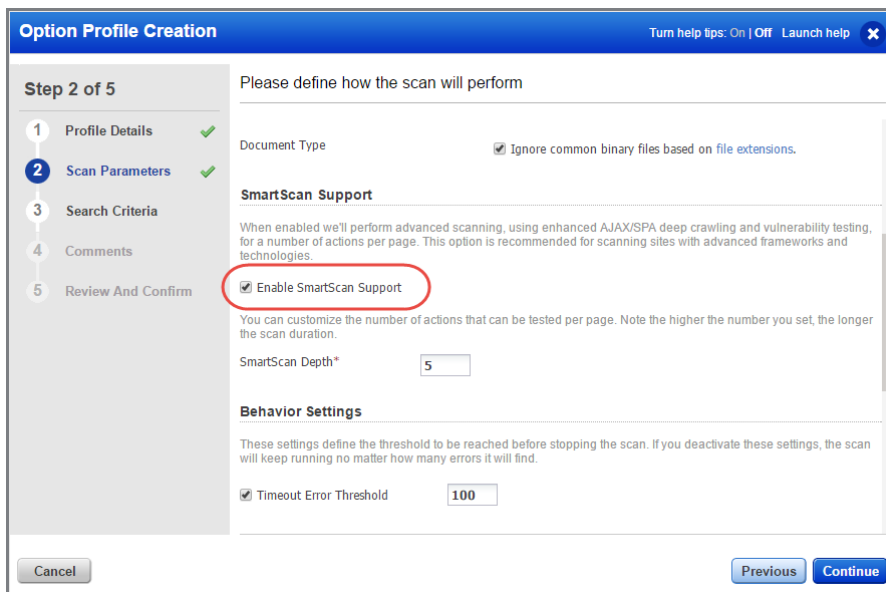 Option Profile Creation
Turn help tips: On | Off Launch help
Step 2 of 5
1 Profile Details
2 Scan Parameters
3 Search Criteria
4 Comments
5 Review And Confirm
Please define how the scan will perform
Document Type
Ignore common binary files based on file extensions.
SmartScan Support
When enabled we'll perform advanced scanning, using enhanced AJAX/SPA deep crawling and vulnerability testing,
for a number of actions per page. This option is recommended for scanning sites with advanced frameworks and
technologies.
Enable SmartScan Support
You can customize the number of actions that can be tested per page. Note the higher the number you set, the longer
the scan duration.
SmartScan Depth* 5
Behavior Settings
These settings define the threshold to be reached before stopping the scan. If you deactivate these settings, the scan
will keep running no matter how many errors it will find.
Timeout Error Threshold 100
Cancel
Previous
Continue